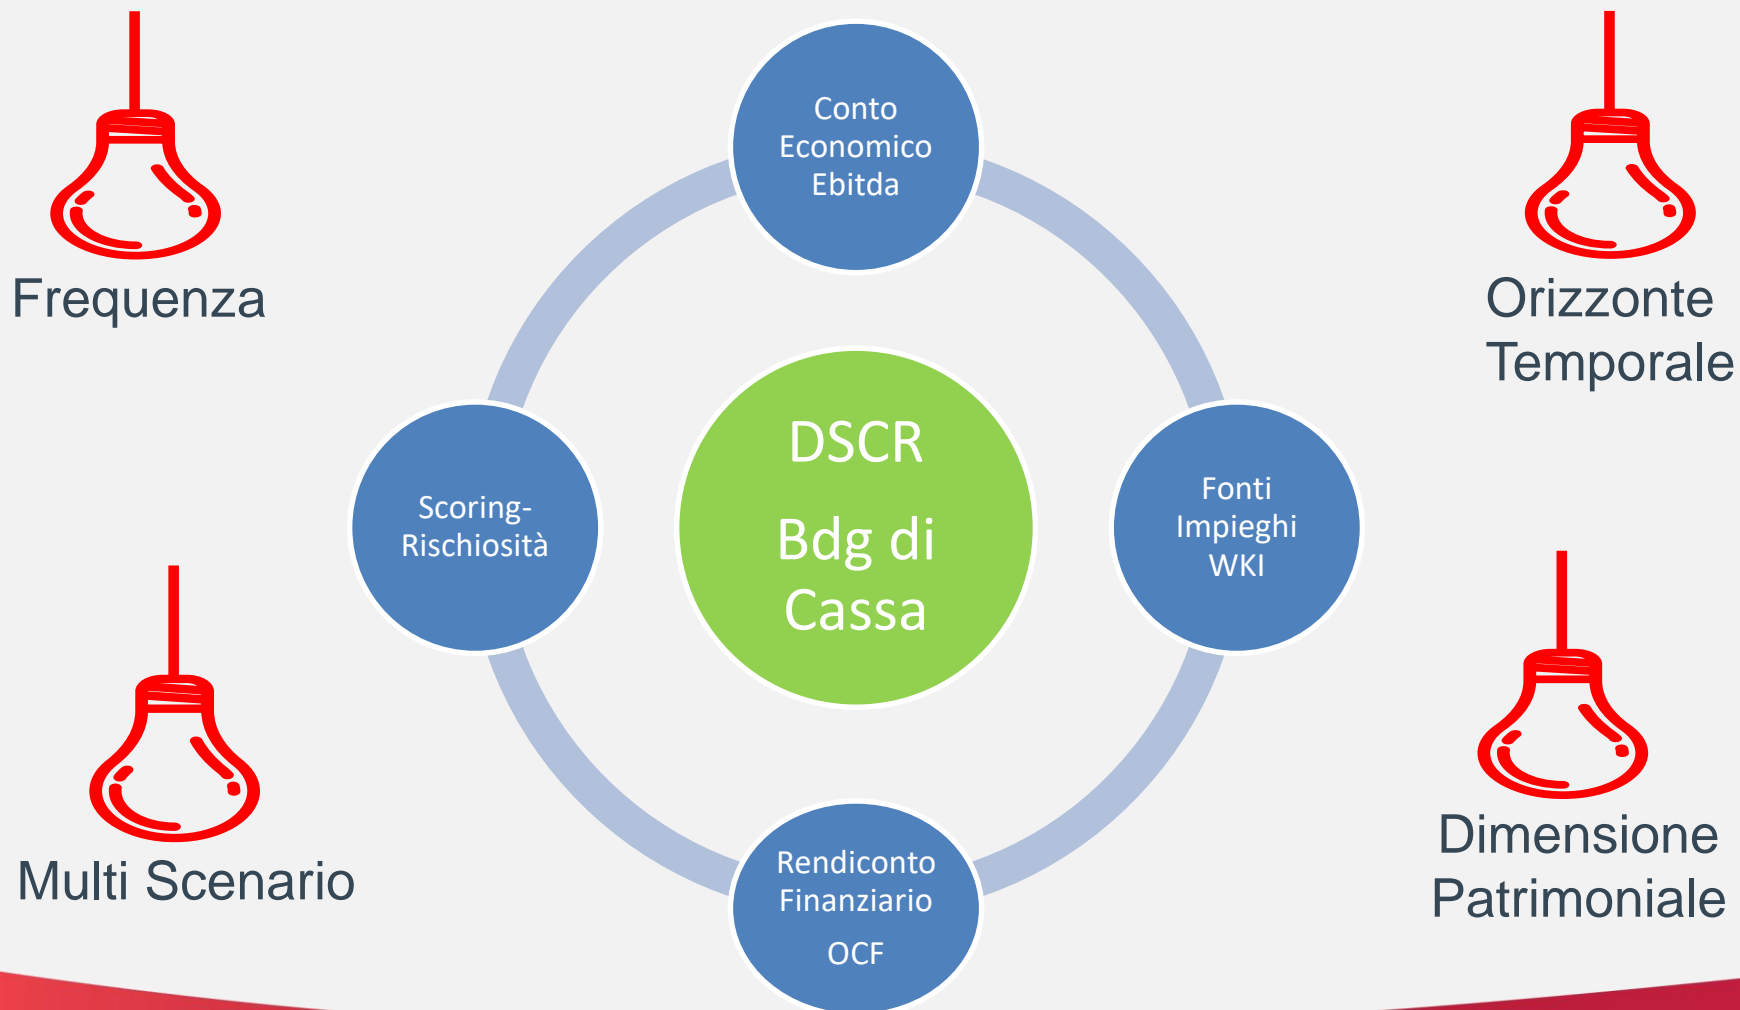 Conto
Economico
Ebitda
Frequenza
Orizzonte
Temporale
DSCR
Bdg di
Cassa
Scoring-
Rischiosità
Fonti
Impieghi
WKI
Multi Scenario
Rendiconto
Finanziario
OCF
Dimensione
Patrimoniale